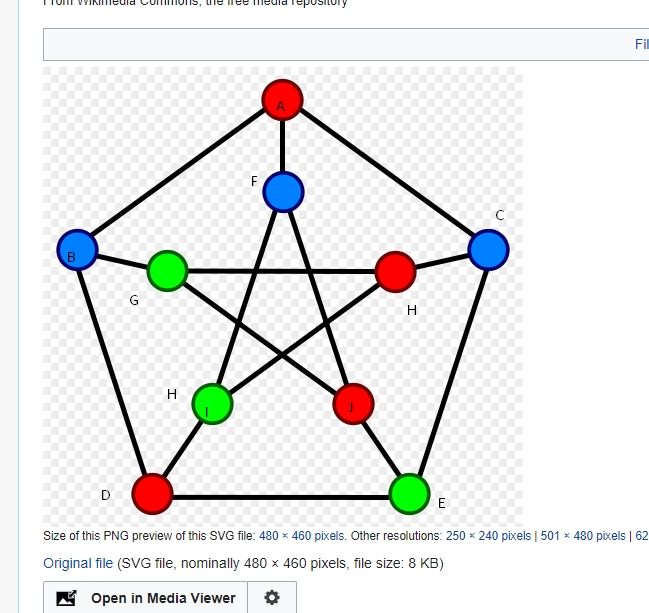 From Wikimedia Commons, the free media repository
Fil
A
F
C
B
G
H
H
I
J
D
E
Size of this PNG preview of this SVG file: 480 × 460 pixels. Other resolutions: 250 × 240 pixels | 501 × 480 pixels | 62
Original file (SVG file, nominally 480 × 460 pixels, file size: 8 KB)
Open in Media Viewer